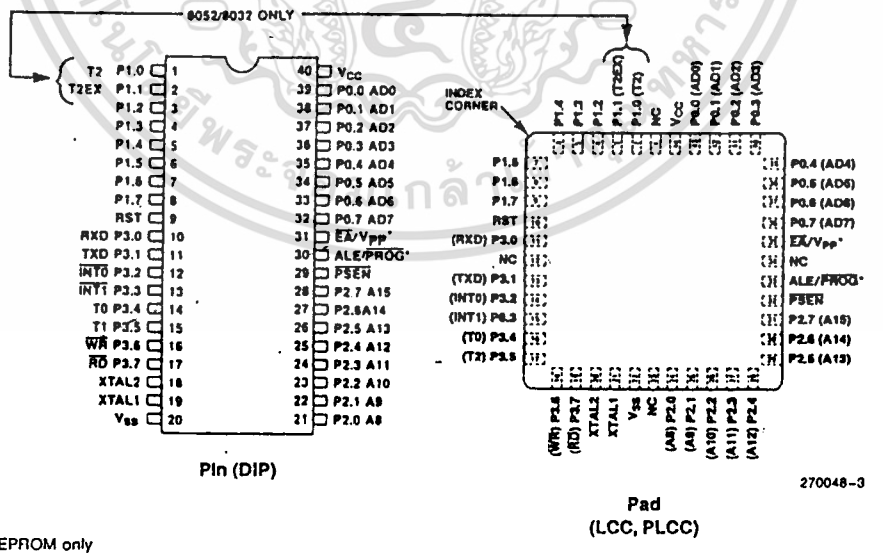 8052/8032 ONLY
T2 P1.0 1
T2EX P1.1 2
P1.2 3
P1.3 4
P1.4 5
P1.5 6
P1.6 7
P1.7 8
RST 9
RXD P3.0 10
TXD P3.1 11
INT0 P3.2 12
INT1 P3.3 13
T0 P3.4 14
T1 P3.5 15
WR P3.6 16
RD P3.7 17
XTAL2 18
XTAL1 19
VSS 20
40 VCC
39 P0.0 AD0
38 P0.1 AD1
37 P0.2 AD2
36 P0.3 AD3
35 P0.4 AD4
34 P0.5 AD5
33 P0.6 AD6
32 P0.7 AD7
31 EA/VPP*
30 ALE/PROG*
29 PSEN
28 P2.7 A15
27 P2.6A14
26 P2.5 A13
25 P2.4 A12
24 P2.3 A11
23 P2.2 A10
22 P2.1 A9
21 P2.0 A8
Pin (DIP)
INDEX
CORNER
P1.4
P1.3
P1.2
P1.1 (T2EX)
P1.0 (T2)
NC
VCC
P0.0 (AD0)
P0.1 (AD1)
P0.2 (AD2)
P0.3 (AD3)
P1.5
P1.6
P1.7
RST
(RXD) P3.0
NC
(TXD) P3.1
(INT0) P3.2
(INT1) P3.3
(T0) P3.4
(T2) P3.5
P0.4 (AD4)
P0.5 (AD5)
P0.6 (AD6)
P0.7 (AD7)
EA/VPP*
NC
ALE/PROG*
PSEN
P2.7 (A15)
P2.6 (A14)
P2.5 (A13)
(WR) P3.6
(RD) P3.7
XTAL2
XTAL1
VSS
NC
(A8) P2.0
(A9) P2.1
(A10) P2.2
(A11) P2.3
(A12) P2.4
270048-3
Pad
(LCC, PLCC)
EPROM only